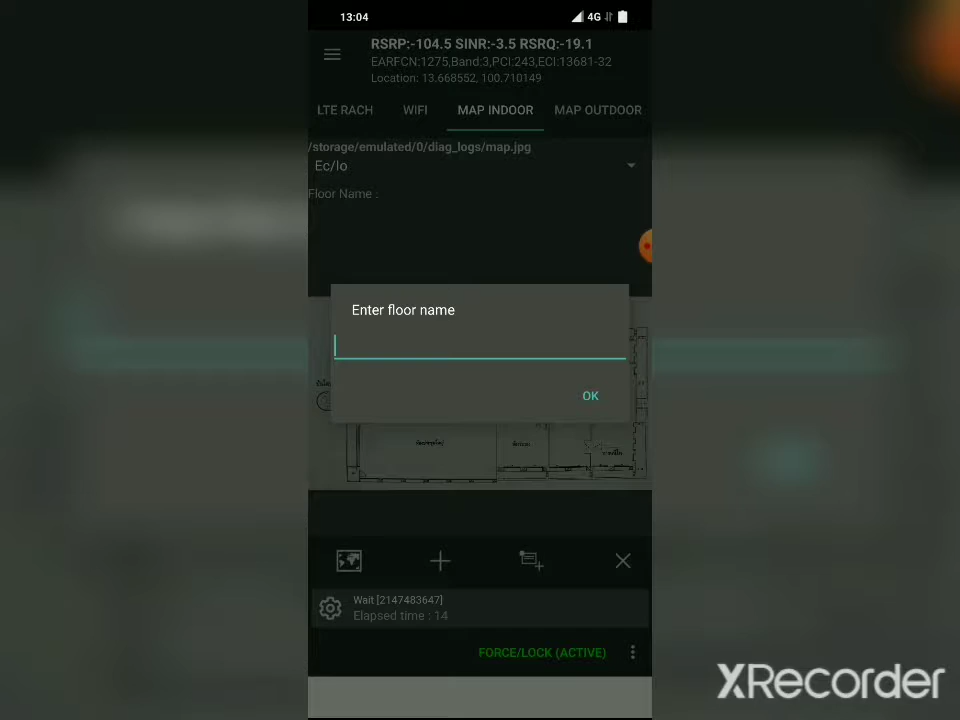 13:04
4G
RSRP:-104.5 SINR:-3.5 RSRQ:-19.1
EARFCN:1275,Band:3,PCI:243,ECI:13681-32
Location: 13.668552, 100.710149
LTE RACH WIFI MAP INDOOR MAP OUTDOOR
/storage/emulated/0/diag_logs/map.jpg
Ec/Io
Floor Name :
Enter floor name
OK
Wait [2147483647]
Elapsed time : 14
FORCE/LOCK (ACTIVE)
XRecorder